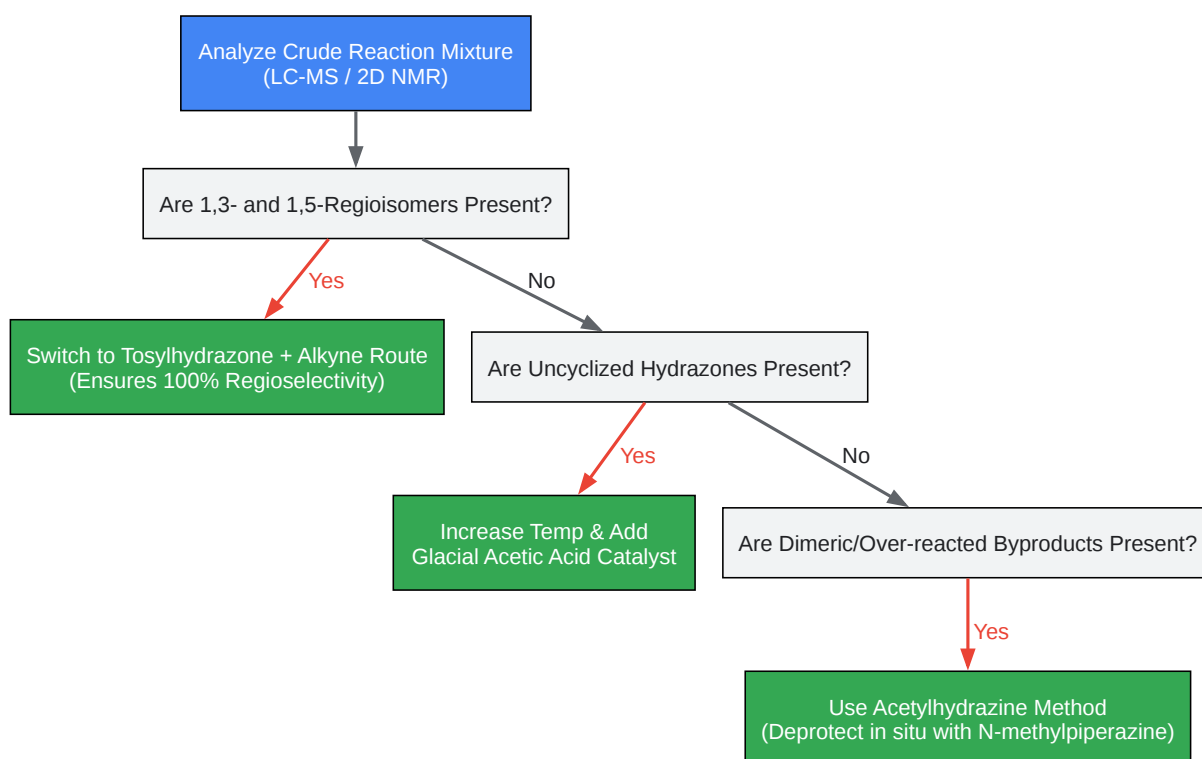 Analyze Crude Reaction Mixture
(LC-MS / 2D NMR)
Are 1,3- and 1,5-Regioisomers Present?
Yes
No
Switch to Tosylhydrazone + Alkyne Route
(Ensures 100% Regioselectivity)
Are Uncyclized Hydrazones Present?
Yes
No
Increase Temp & Add
Glacial Acetic Acid Catalyst
Are Dimeric/Over-reacted Byproducts Present?
Yes
Use Acetylhydrazine Method
(Deprotect in situ with N-methylpiperazine)